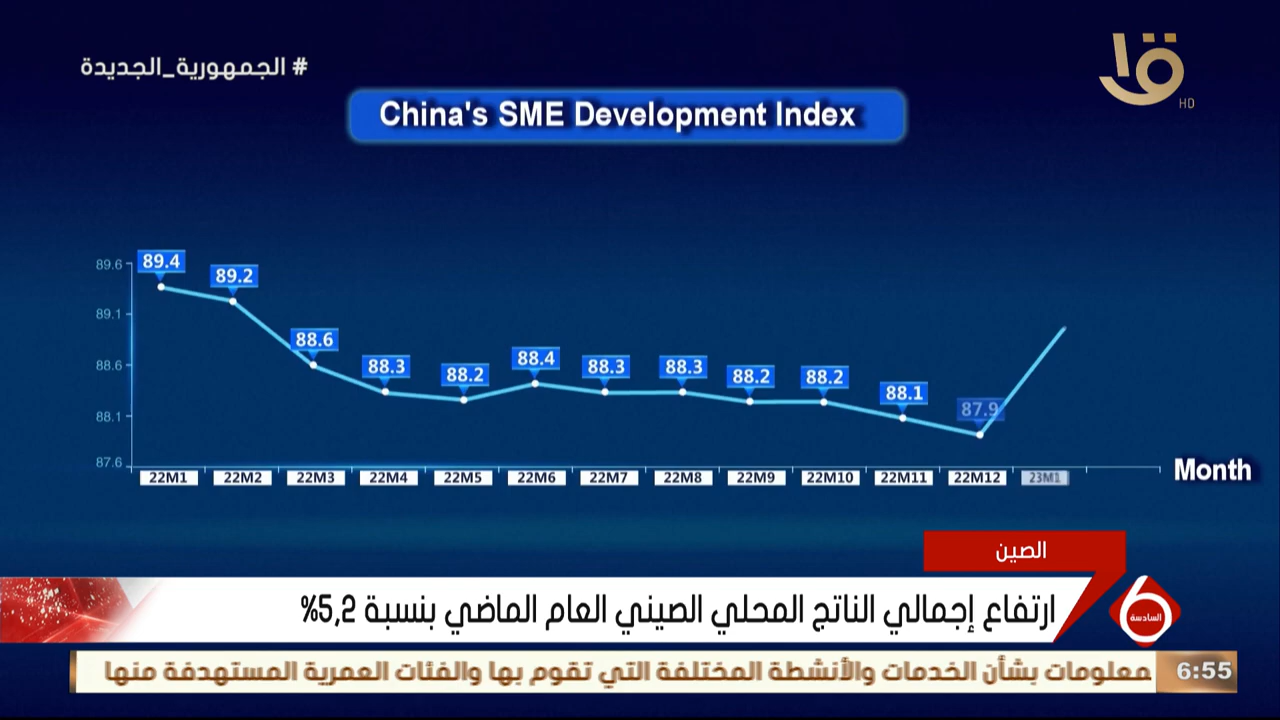 # الجمهورية_الجديدة
HD
China's SME Development Index
89.6
89.1
88.6
88.1
87.6
89.4
89.2
88.6
88.3
88.2
88.4
88.3
88.3
88.2
88.2
88.1
87.9
22M1 22M2 22M3 22M4 22M5 22M6 22M7 22M8 22M9 22M10 22M11 22M12 23M1
Month
الصين
ارتفاع إجمالي الناتج المحلي الصيني العام الماضي بنسبة 5,2%
السادسة
معلومات بشأن الخدمات والأنشطة المختلفة التي تقوم بها والفئات العمرية المستهدفة منها
6:55